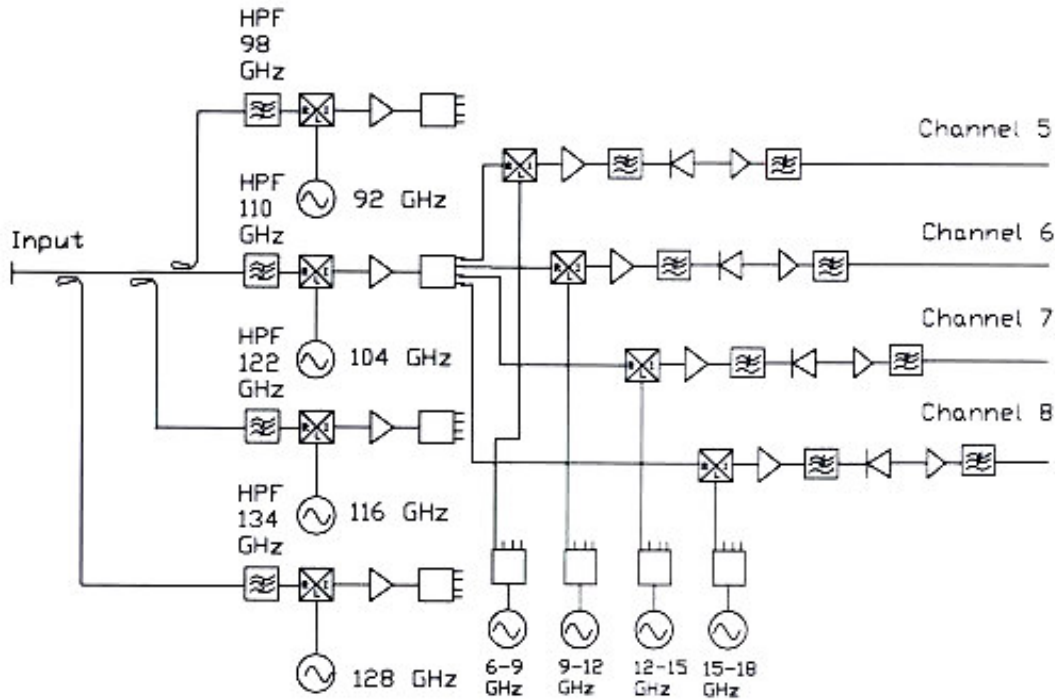 HPF
98
GHz
92 GHz
Channel 5
HPF
110
GHz
Input
104 GHz
Channel 6
HPF
122
GHz
116 GHz
Channel 7
HPF
134
GHz
128 GHz
Channel 8
6-9
GHz
9-12
GHz
12-15
GHz
15-18
GHz